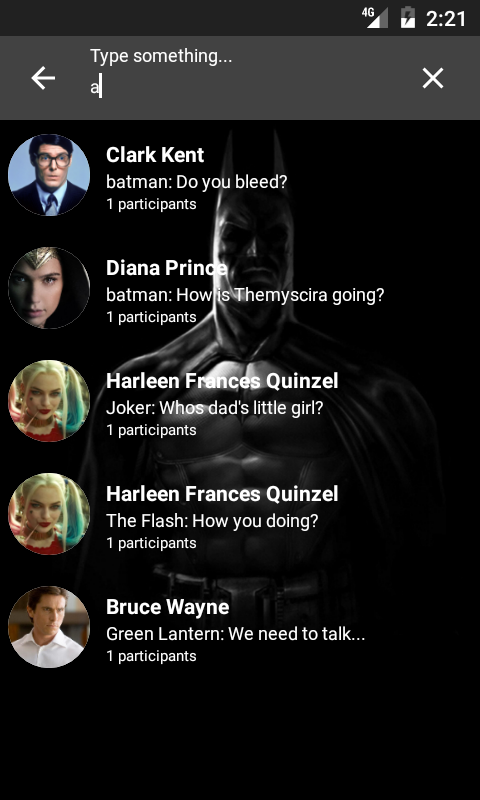 4G 2:21
Type something...
a
Clark Kent
batman: Do you bleed?
1 participants
Diana Prince
batman: How is Themyscira going?
1 participants
Harleen Frances Quinzel
Joker: Whos dad's little girl?
1 participants
Harleen Frances Quinzel
The Flash: How you doing?
1 participants
Bruce Wayne
Green Lantern: We need to talk...
1 participants